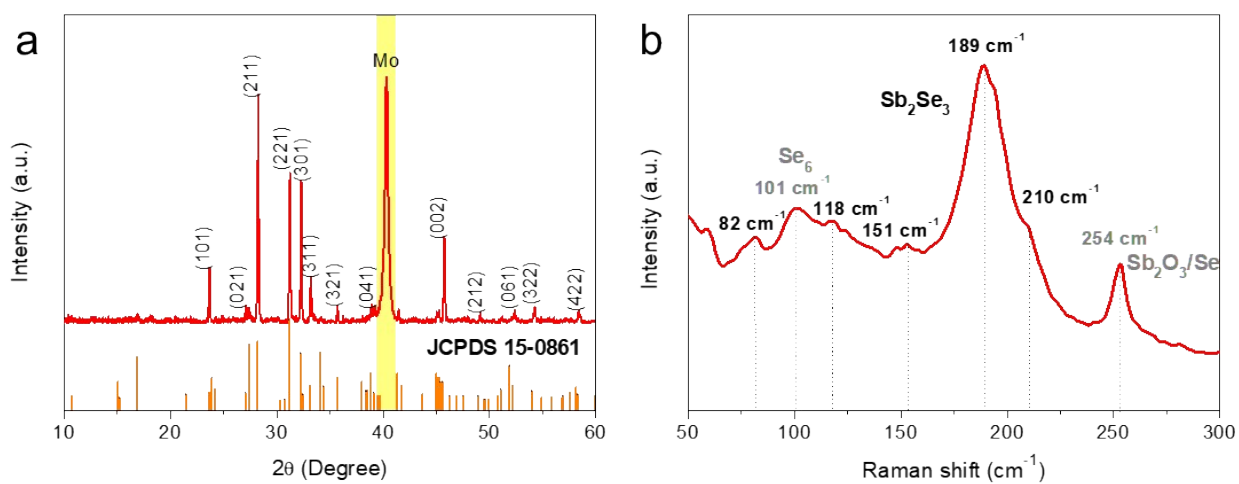 a
Intensity (a.u.)
Mo
(101)
(021)
(211)
(221)
(301)
(311)
(321)
(041)
(002)
(212)
(061)
(322)
(422)
JCPDS 15-0861
10
20
30
40
50
60
2θ (Degree)
b
Intensity (a.u.)
189 cm⁻¹
Sb₂Se₃
Se₆
101 cm⁻¹
82 cm⁻¹
118 cm⁻¹
151 cm⁻¹
210 cm⁻¹
254 cm⁻¹
Sb₂O₃/Se
50
100
150
200
250
300
Raman shift (cm⁻¹)